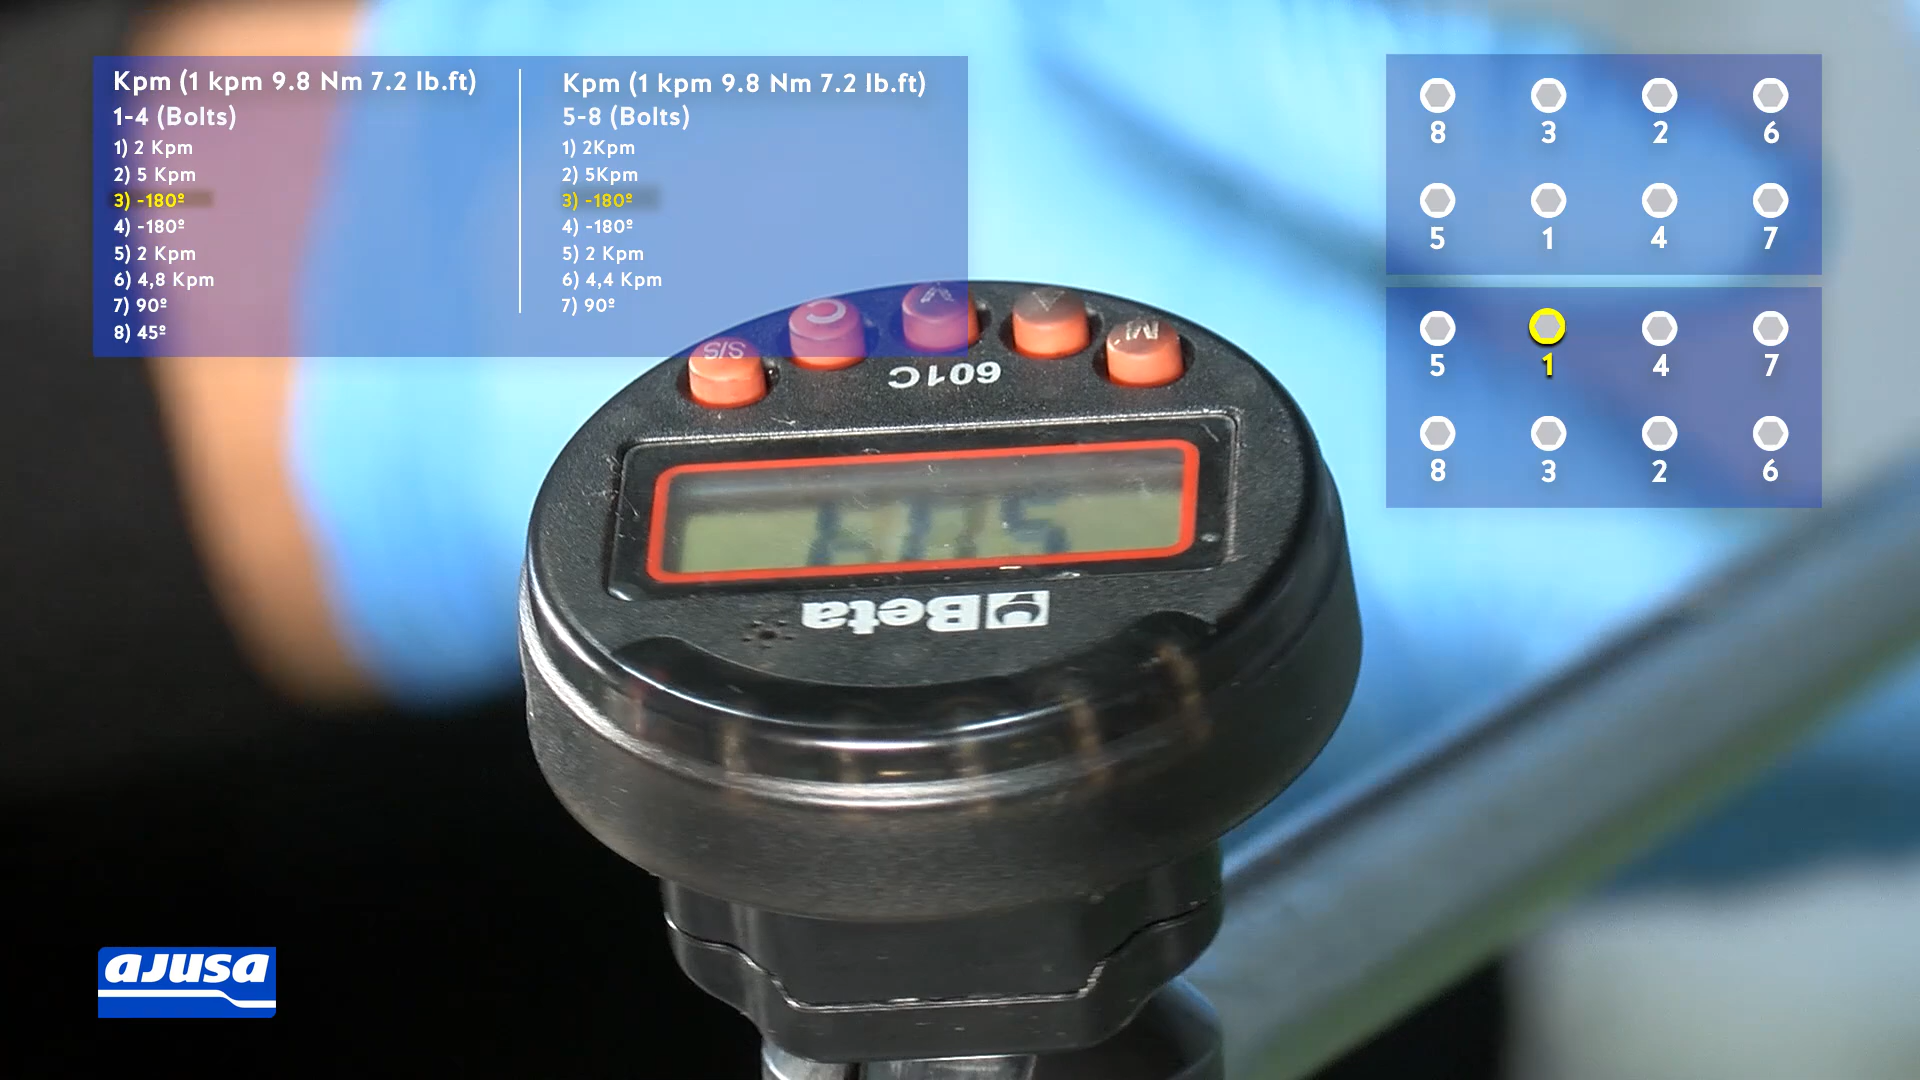 Kpm (1 kpm 9.8 Nm 7.2 lb.ft)
1-4 (Bolts)
1) 2 Kpm
2) 5 Kpm
3) -180º
4) -180º
5) 2 Kpm
6) 4,8 Kpm
7) 90º
8) 45º
Kpm (1 kpm 9.8 Nm 7.2 lb.ft)
5-8 (Bolts)
1) 2Kpm
2) 5Kpm
3) -180º
4) -180º
5) 2 Kpm
6) 4,4 Kpm
7) 90º
8 3 2 6
5 1 4 7
5 1 4 7
8 3 2 6
S/S C M
601C
Beta
AJUSA